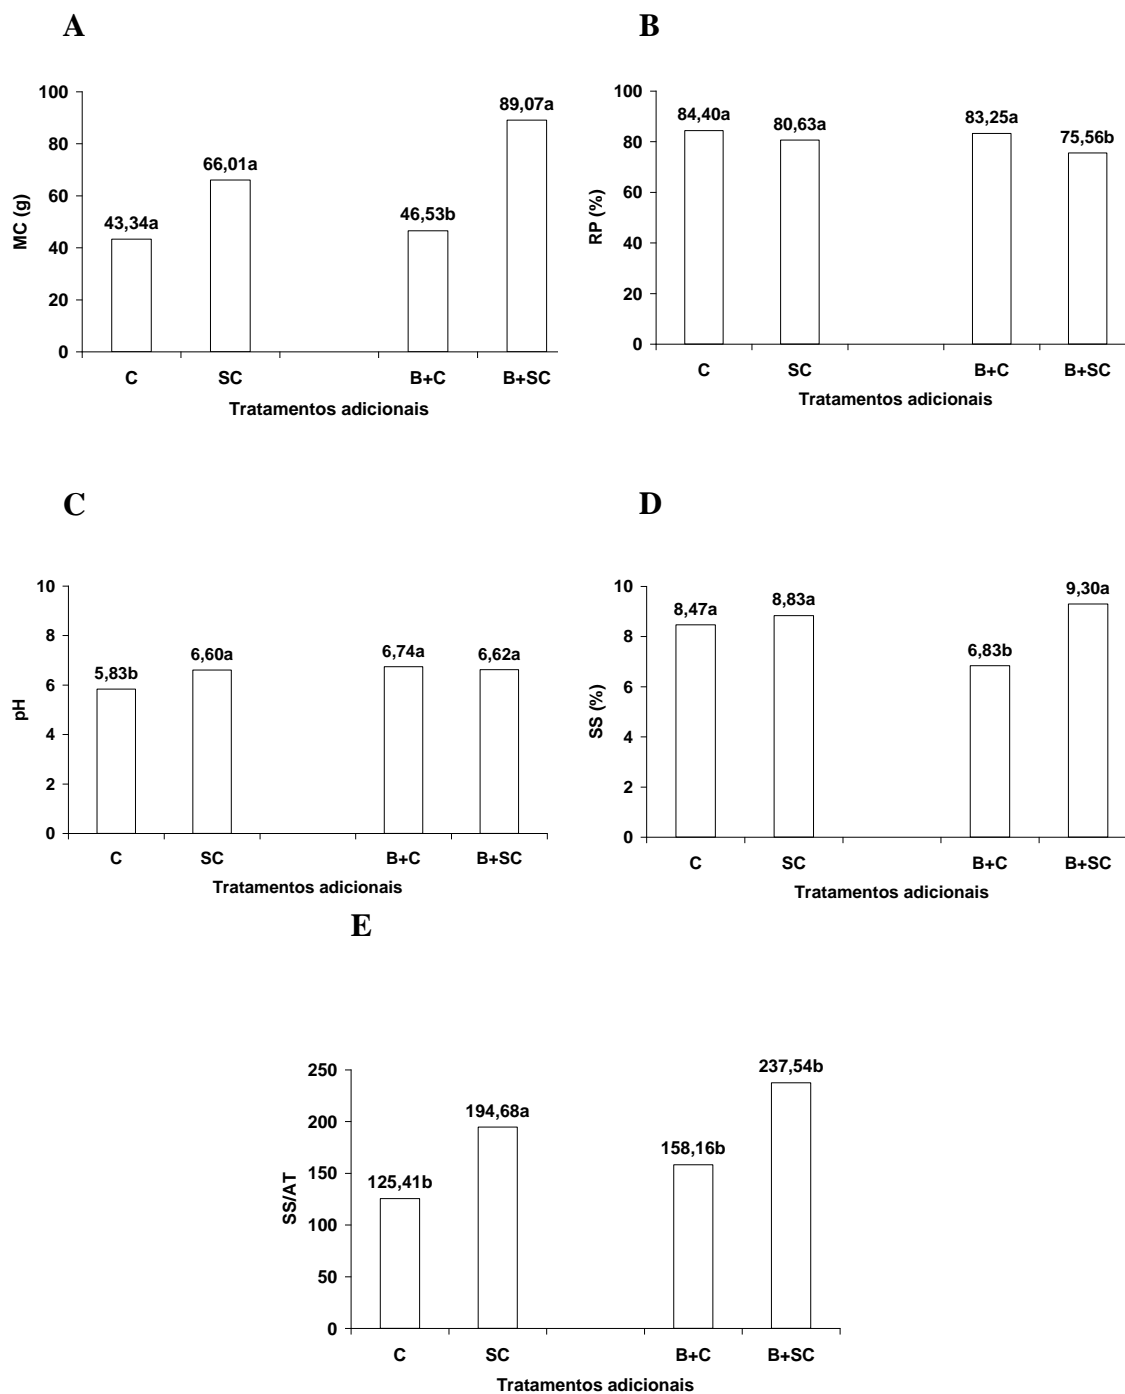 A
MC (g)
100
80
60
40
20
0
43,34a
66,01a
46,53b
89,07a
C SC B+C B+SC
Tratamentos adicionais
B
RP (%)
100
80
60
40
20
0
84,40a
80,63a
83,25a
75,56b
C SC B+C B+SC
Tratamentos adicionais
C
pH
10
8
6
4
2
0
5,83b
6,60a
6,74a
6,62a
C SC B+C B+SC
Tratamentos adicionais
D
SS (%)
10
8
6
4
2
0
8,47a
8,83a
6,83b
9,30a
C SC B+C B+SC
Tratamentos adicionais
E
SS/AT
250
200
150
100
50
0
125,41b
194,68a
158,16b
237,54b
C SC B+C B+SC
Tratamentos adicionais